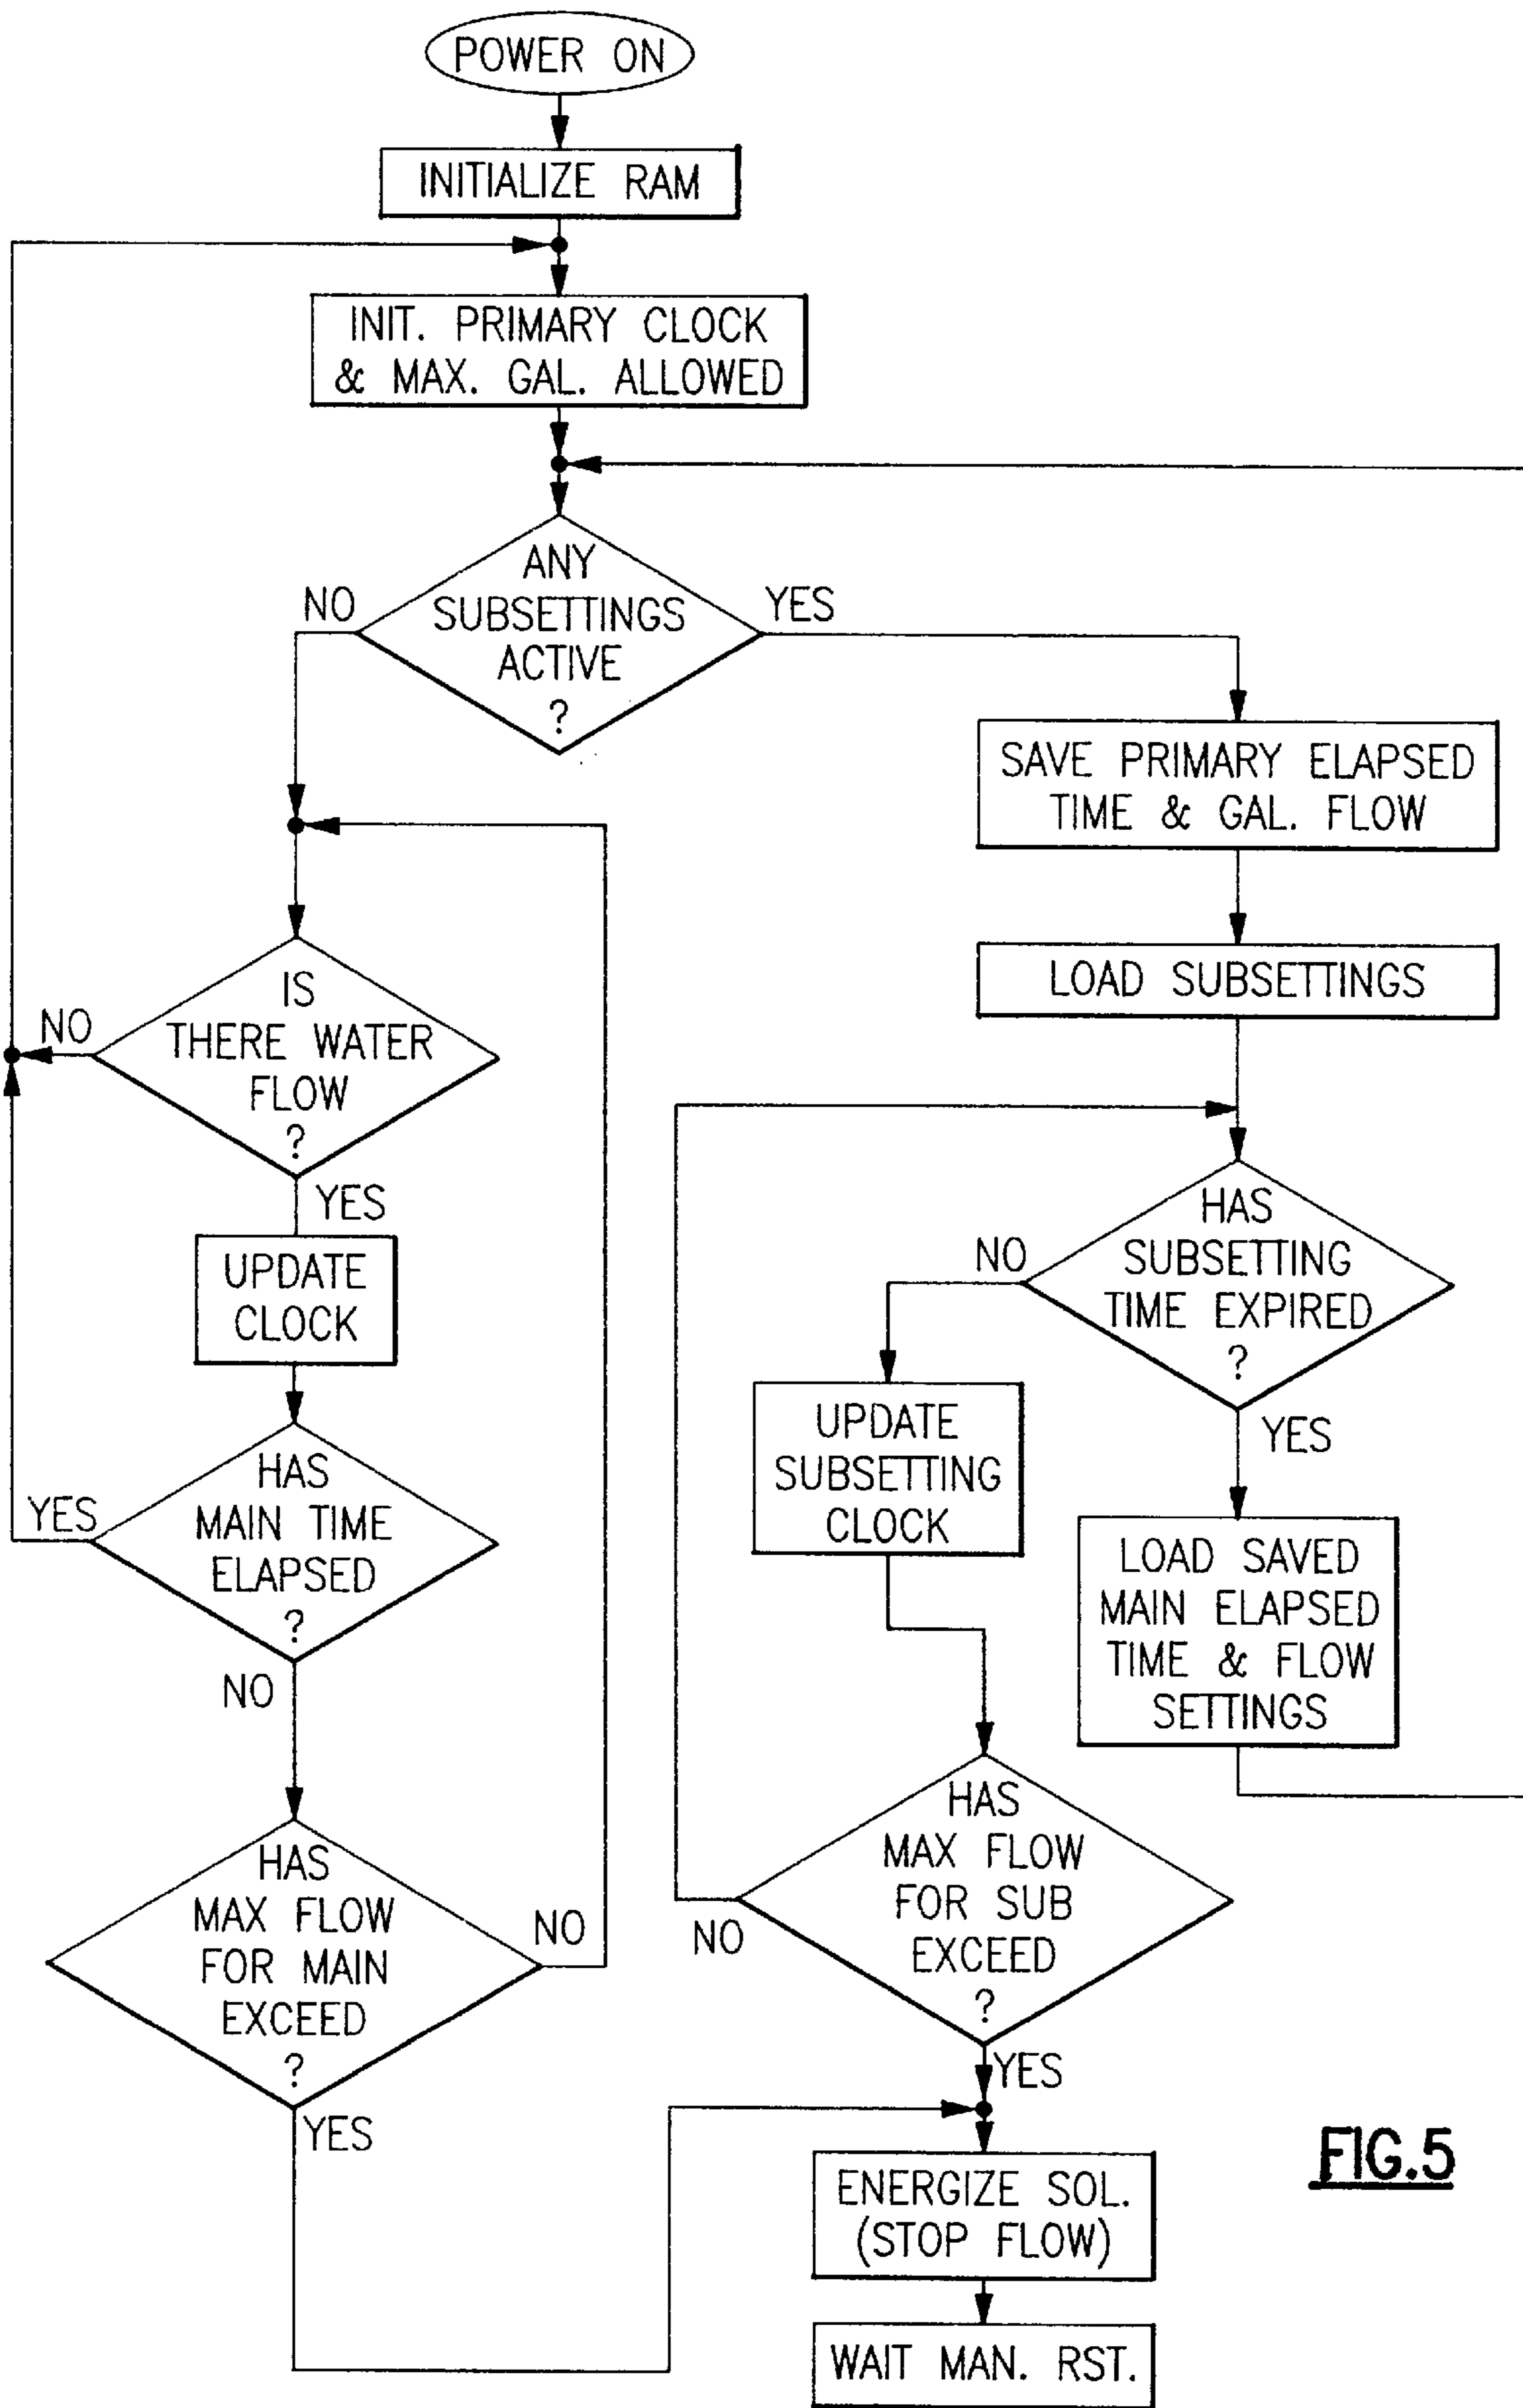 POWER ON
INITIALIZE RAM
INIT. PRIMARY CLOCK
& MAX. GAL. ALLOWED
ANY
SUBSETTINGS
ACTIVE
?
NO
YES
SAVE PRIMARY ELAPSED
TIME & GAL. FLOW
LOAD SUBSETTINGS
IS
THERE WATER
FLOW
?
NO
YES
UPDATE
CLOCK
HAS
MAIN TIME
ELAPSED
?
YES
NO
HAS
MAX FLOW
FOR MAIN
EXCEED
?
NO
YES
HAS
SUBSETTING
TIME EXPIRED
?
NO
YES
UPDATE
SUBSETTING
CLOCK
LOAD SAVED
MAIN ELAPSED
TIME & FLOW
SETTINGS
HAS
MAX FLOW
FOR SUB
EXCEED
?
NO
YES
ENERGIZE SOL.
(STOP FLOW)
WAIT MAN. RST.
FIG.5